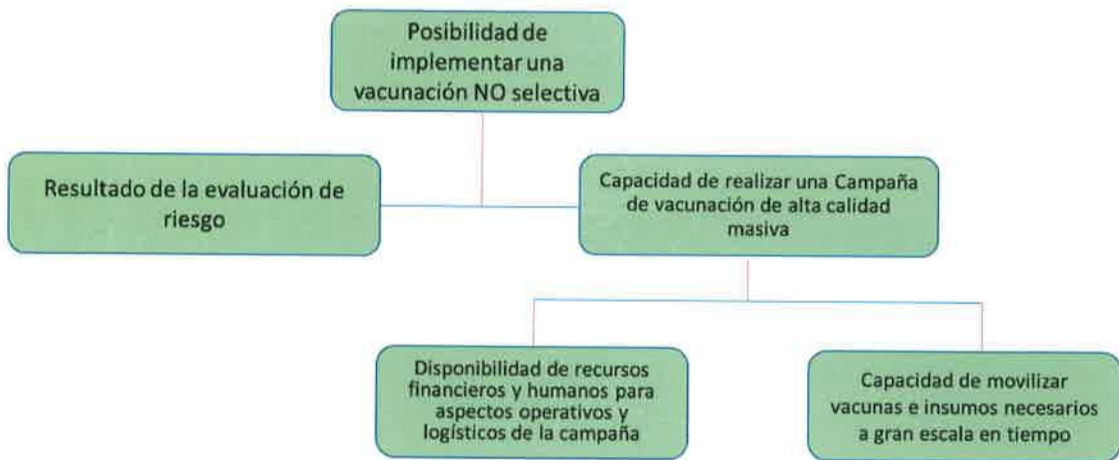 Posibilidad de
implementar una
vacunación NO selectiva
Resultado de la evaluación de
riesgo
Capacidad de realizar una Campaña
de vacunación de alta calidad
masiva
Disponibilidad de recursos
financieros y humanos para
aspectos operativos y
logísticos de la campaña
Capacidad de movilizar
vacunas e insumos necesarios
a gran escala en tiempo